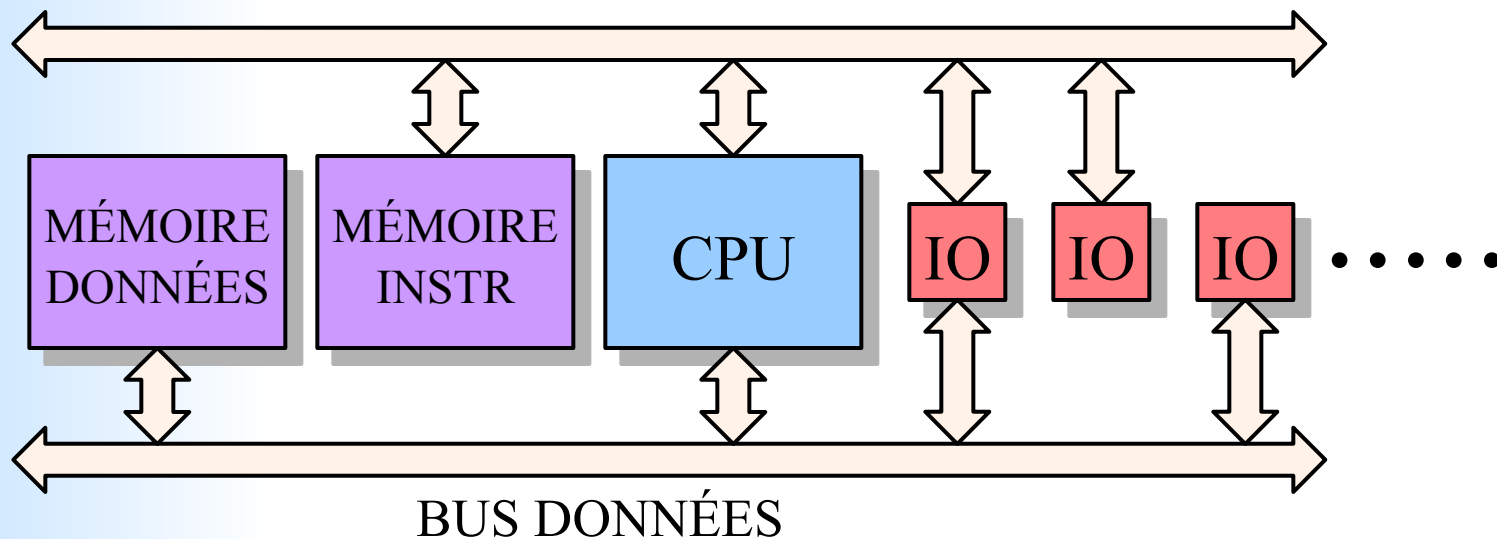 MÉMOIRE
DONNÉES
MÉMOIRE
INSTR
CPU
IO
IO
IO
BUS DONNÉES